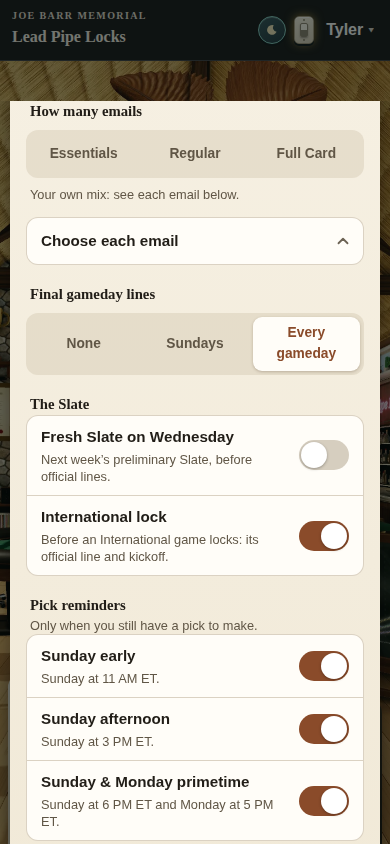 JOE BARR MEMORIAL
Lead Pipe Locks
Tyler
How many emails
Essentials
Regular
Full Card
Your own mix: see each email below.
Choose each email
Final gameday lines
None
Sundays
Every
gameday
The Slate
Fresh Slate on Wednesday
Next week's preliminary Slate, before
official lines.
International lock
Before an International game locks: its
official line and kickoff.
Pick reminders
Only when you still have a pick to make.
Sunday early
Sunday at 11 AM ET.
Sunday afternoon
Sunday at 3 PM ET.
Sunday & Monday primetime
Sunday at 6 PM ET and Monday at 5 PM
ET.